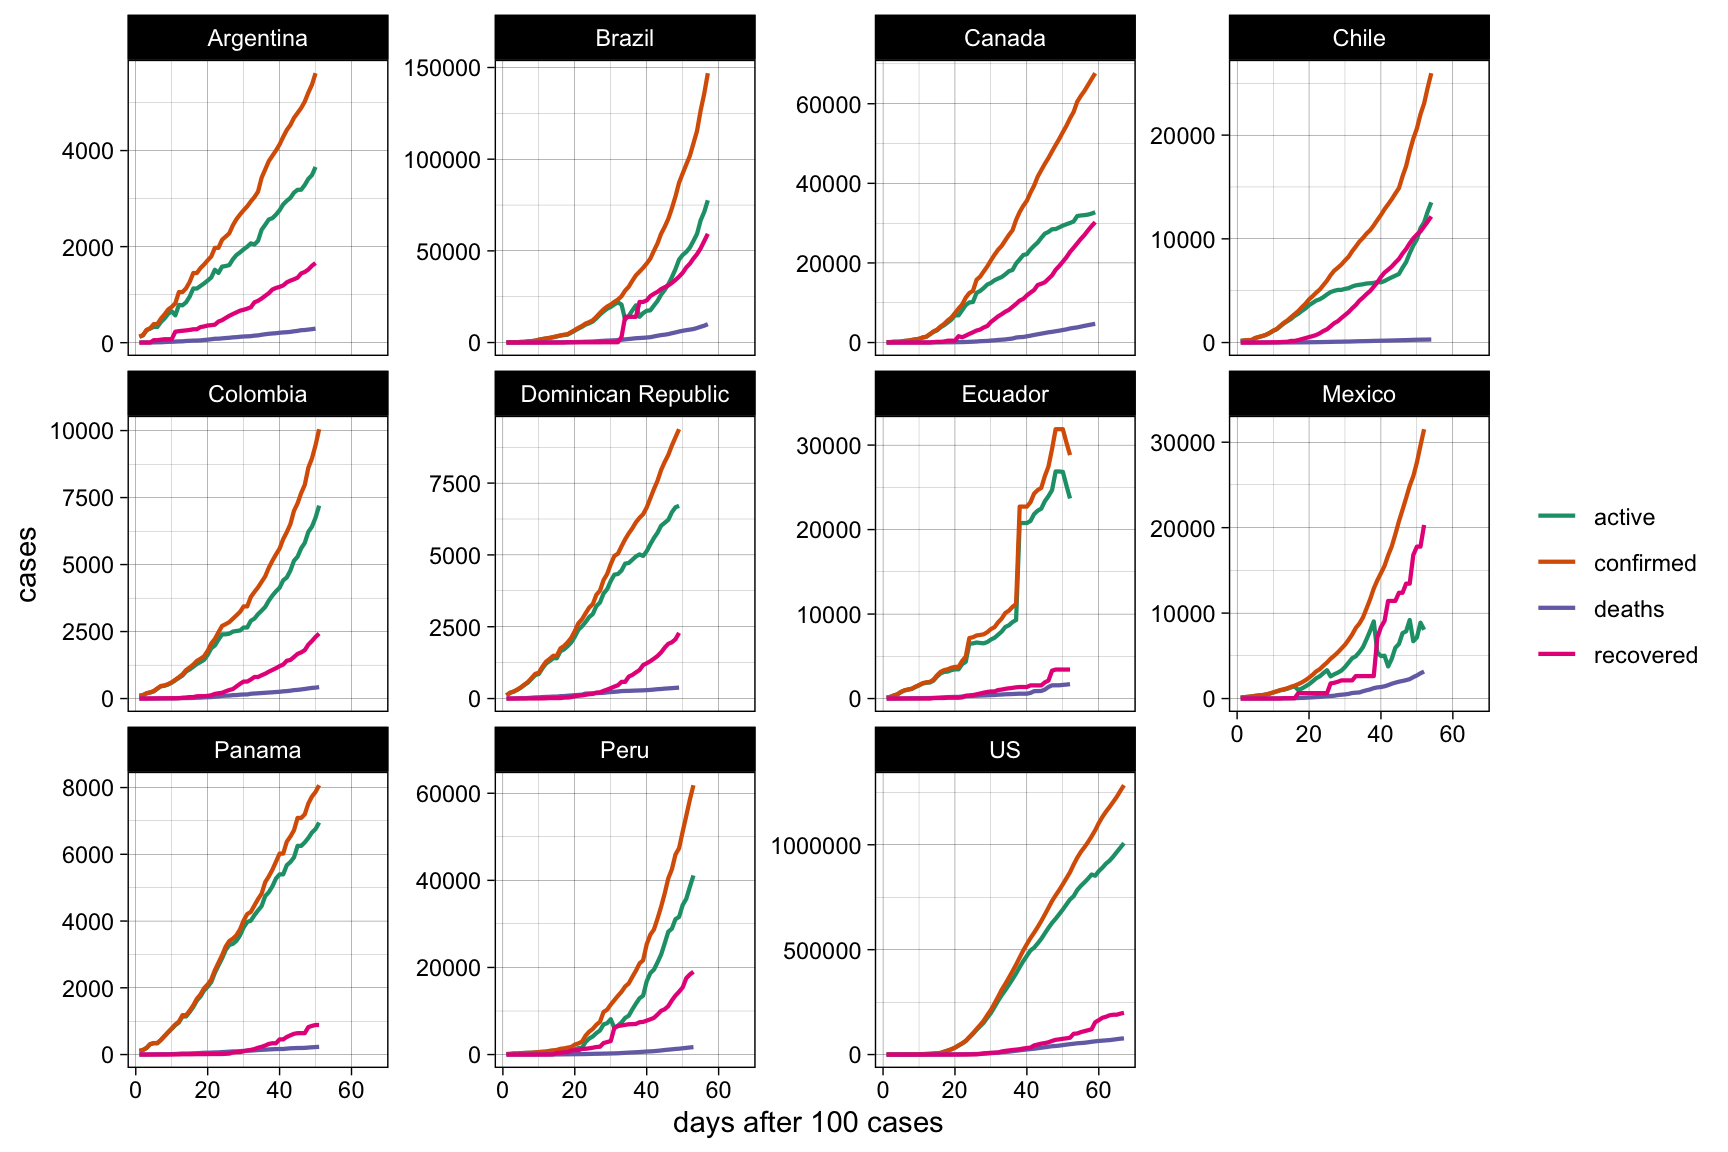 Argentina
Brazil
Canada
Chile
4000
2000
0
150000
100000
50000
0
60000
40000
20000
0
20000
10000
0
Colombia
Dominican Republic
Ecuador
Mexico
10000
7500
5000
2500
0
7500
5000
2500
0
30000
20000
10000
0
30000
20000
10000
0
0 20 40 60
Panama
Peru
US
8000
6000
4000
2000
0
60000
40000
20000
0
1000000
500000
0
0 20 40 60
0 20 40 60
0 20 40 60
days after 100 cases
cases
active
confirmed
deaths
recovered